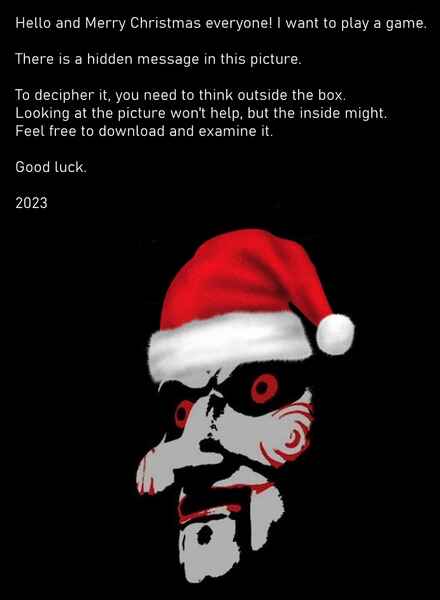 Hello and Merry Christmas everyone! I want to play a game.
There is a hidden message in this picture.
To decipher it, you need to think outside the box.
Looking at the picture won't help, but the inside might.
Feel free to download and examine it.
Good luck.
2023